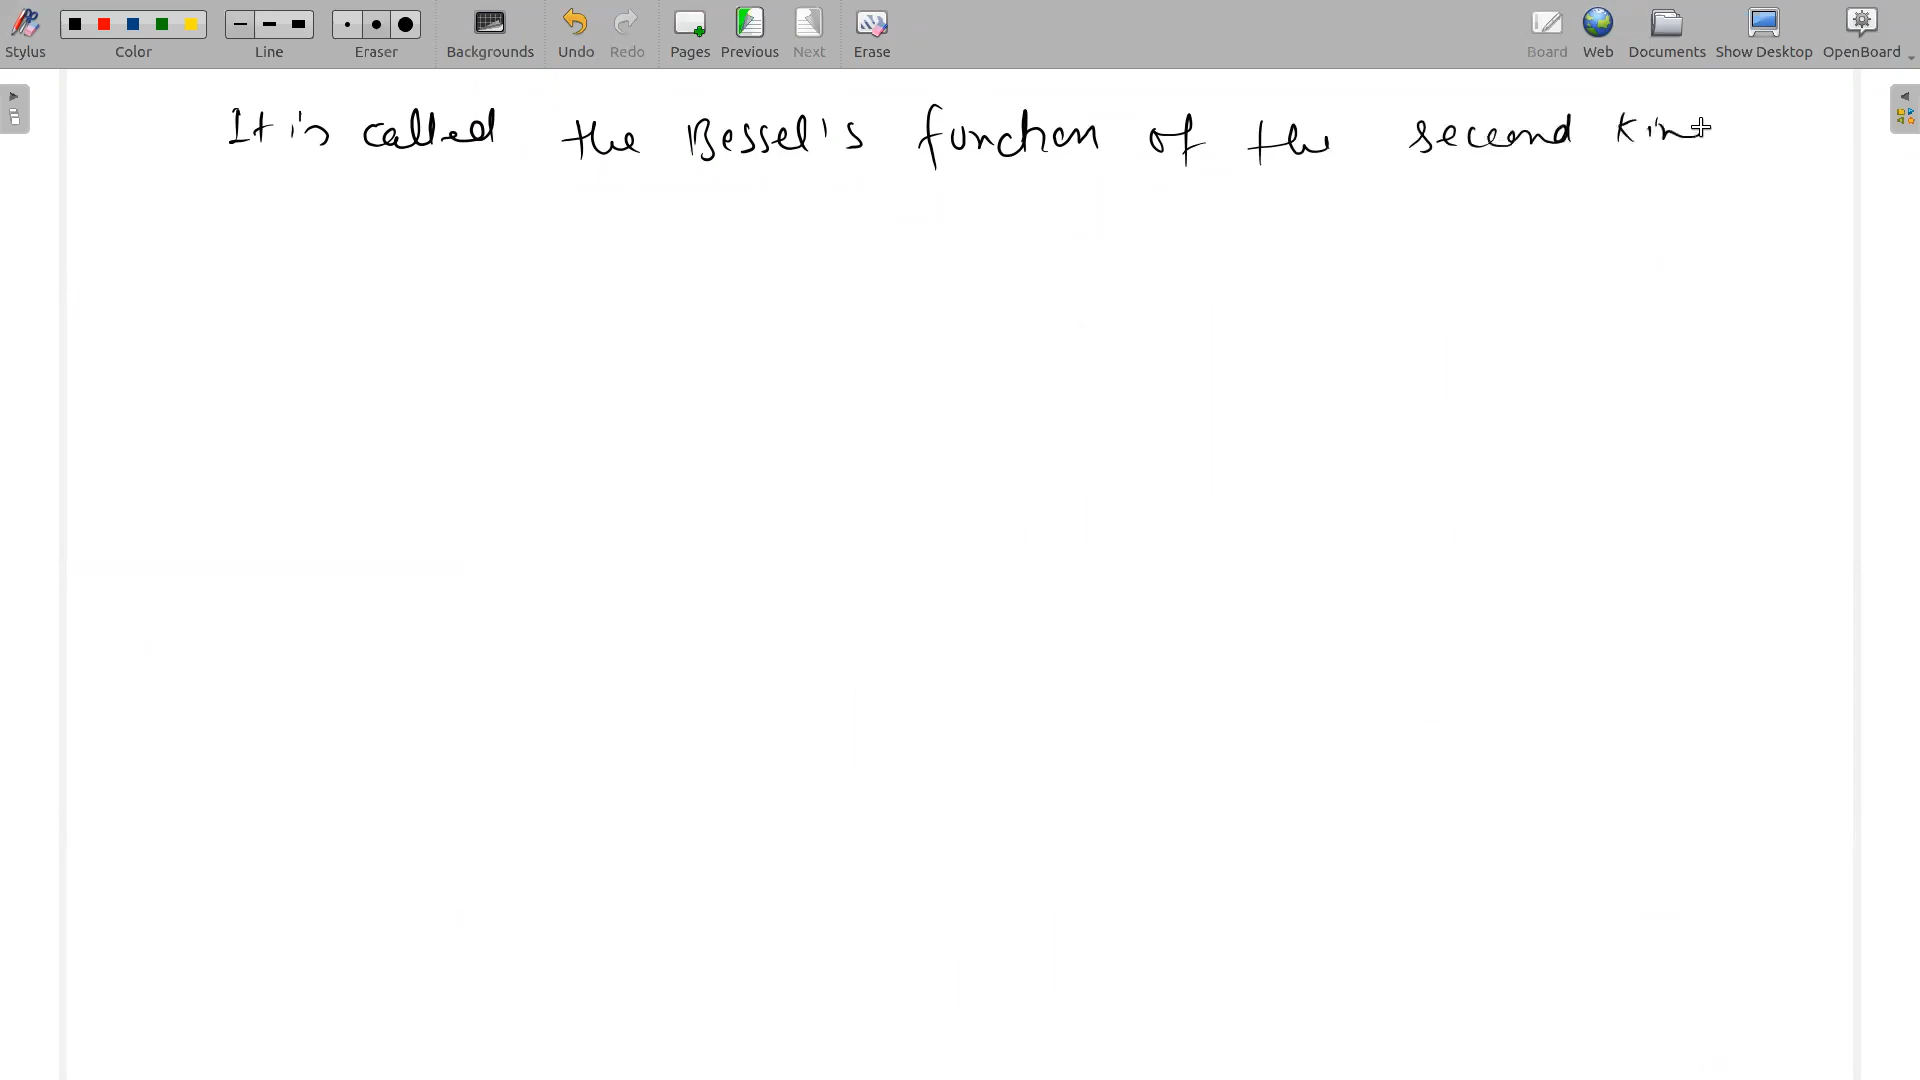 Stylus Color Line Eraser Backgrounds Undo Redo Pages Previous Next Erase Board Web Documents Show Desktop OpenBoard
It is called the Bessel's function of the second Kin